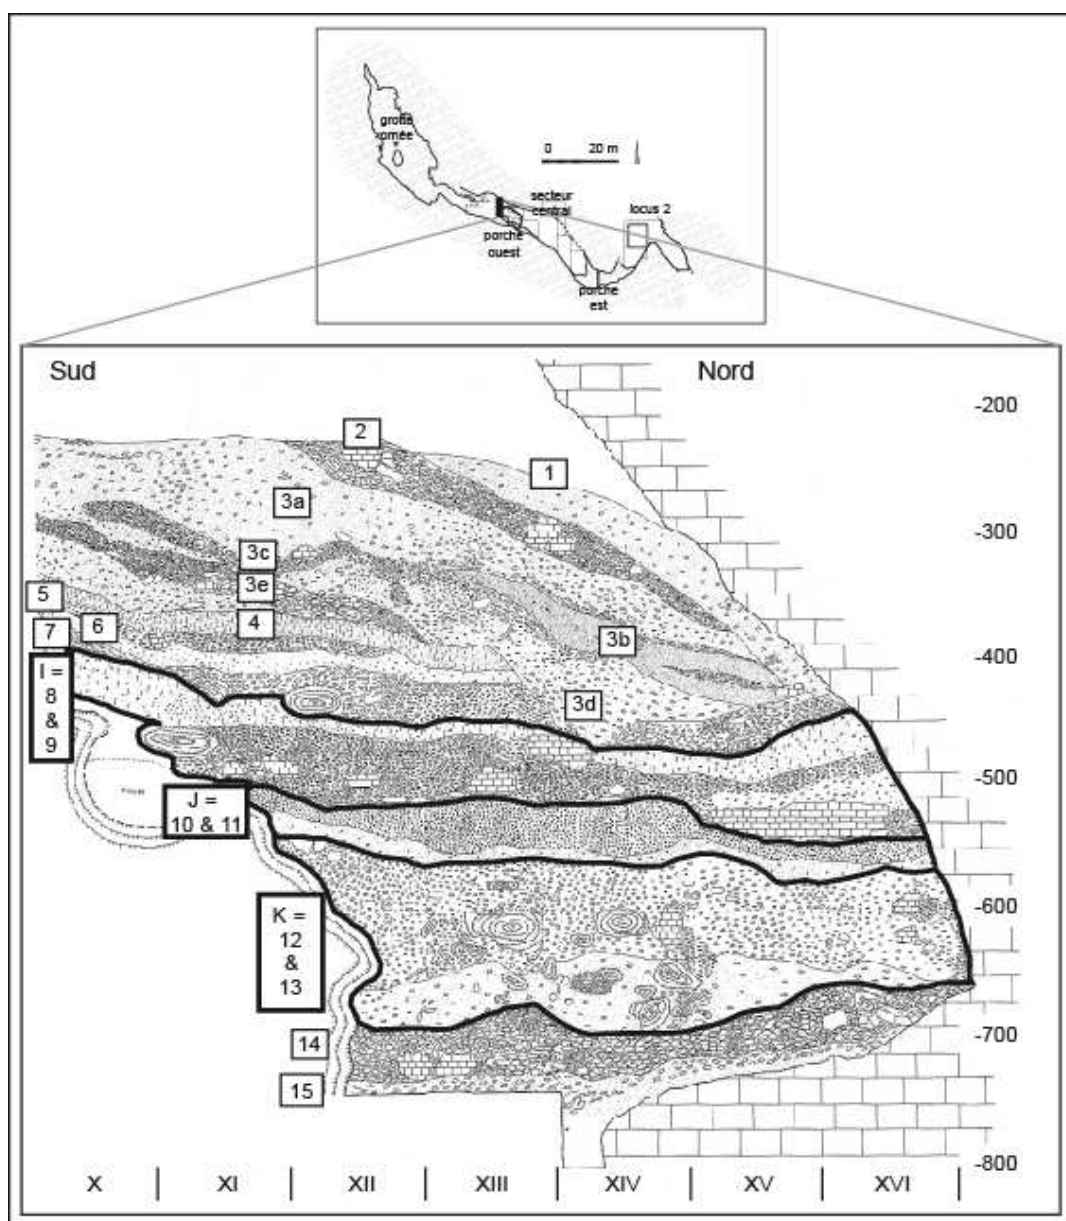 grotte
ornée
0 20 m
secteur
central
locus 2
porche
ouest
porche
est
Sud
Nord
-200
2
1
3a
-300
3c
3e
5
4
6
7
3b
-400
I =
8
&
9
3d
-500
J =
10 & 11
-600
K =
12
&
13
14
-700
15
-800
X
XI
XII
XIII
XIV
XV
XVI